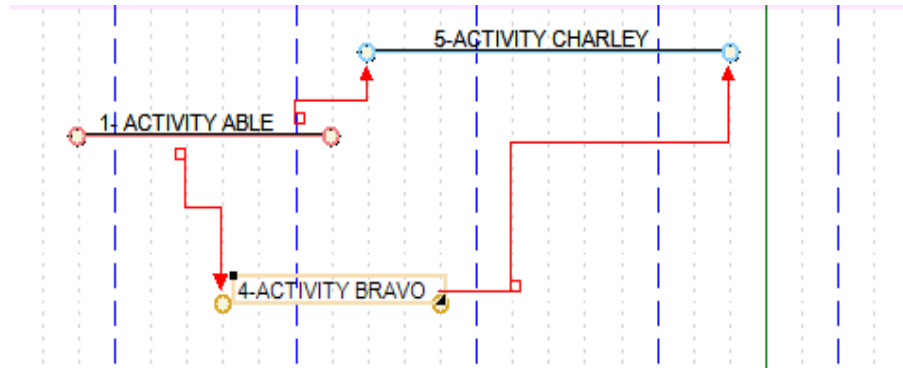 5-ACTIVITY CHARLEY
1- ACTIVITY ABLE
4-ACTIVITY BRAVO